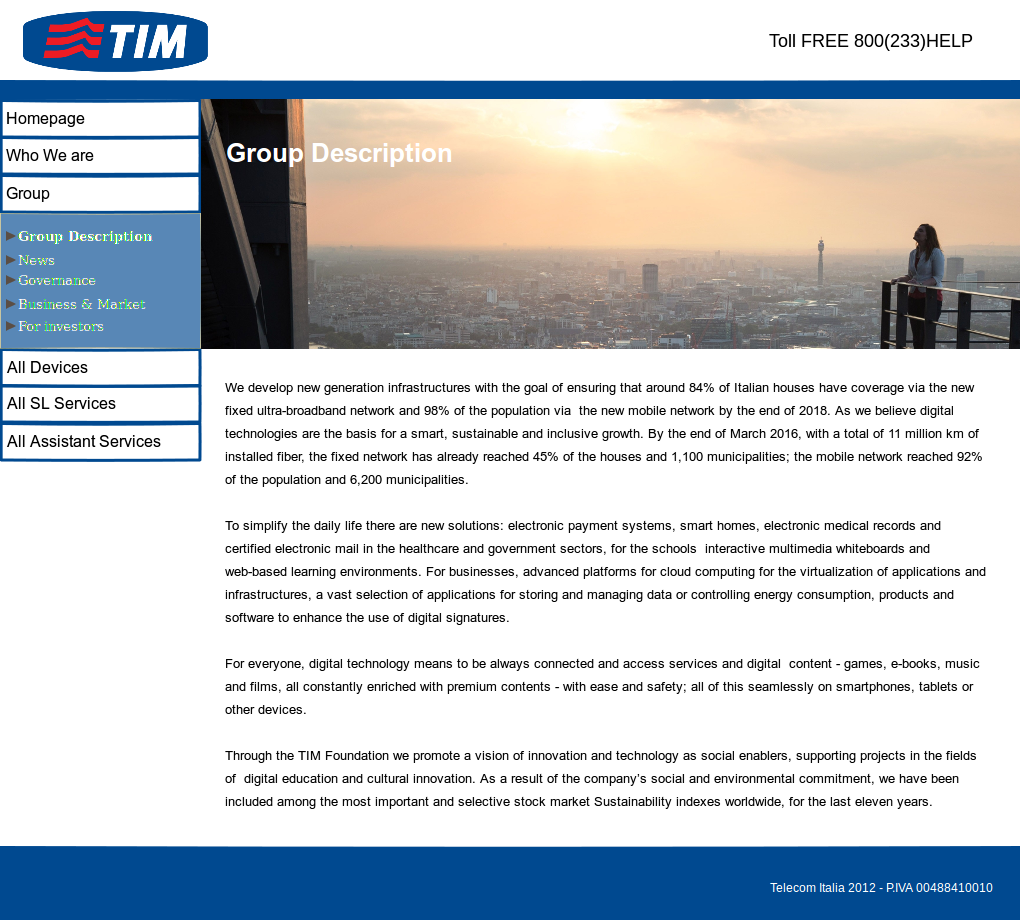 TIM
Toll FREE 800(233)HELP
Homepage
Who We are
Group
Group Description
News
Governance
Business & Market
For investors
All Devices
All SL Services
All Assistant Services
Group Description
We develop new generation infrastructures with the goal of ensuring that around 84% of Italian houses have coverage via the new
fixed ultra-broadband network and 98% of the population via  the new mobile network by the end of 2018. As we believe digital
technologies are the basis for a smart, sustainable and inclusive growth. By the end of March 2016, with a total of 11 million km of
installed fiber, the fixed network has already reached 45% of the houses and 1,100 municipalities; the mobile network reached 92%
of the population and 6,200 municipalities.
To simplify the daily life there are new solutions: electronic payment systems, smart homes, electronic medical records and
certified electronic mail in the healthcare and government sectors, for the schools  interactive multimedia whiteboards and
web-based learning environments. For businesses, advanced platforms for cloud computing for the virtualization of applications and
infrastructures, a vast selection of applications for storing and managing data or controlling energy consumption, products and
software to enhance the use of digital signatures.
For everyone, digital technology means to be always connected and access services and digital  content - games, e-books, music
and films, all constantly enriched with premium contents - with ease and safety; all of this seamlessly on smartphones, tablets or
other devices.
Through the TIM Foundation we promote a vision of innovation and technology as social enablers, supporting projects in the fields
of  digital education and cultural innovation. As a result of the company’s social and environmental commitment, we have been
included among the most important and selective stock market Sustainability indexes worldwide, for the last eleven years.
Telecom Italia 2012 - P.IVA 00488410010